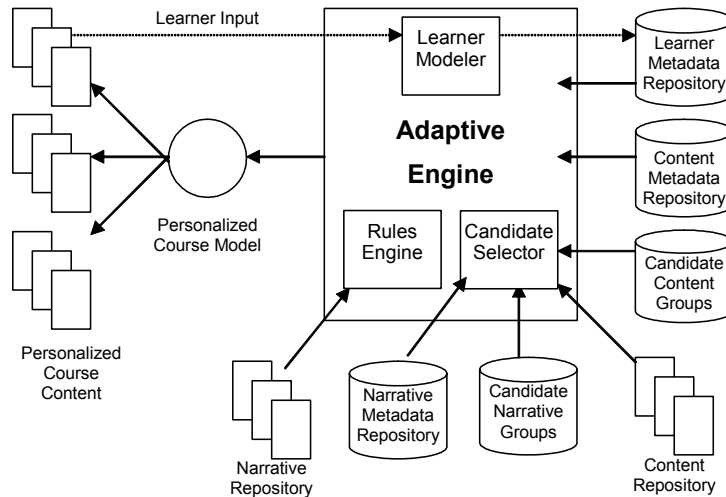 Learner Input
Learner
Modeler
Learner
Metadata
Repository
Adaptive
Engine
Content
Metadata
Repository
Personalized
Course Model
Rules
Engine
Candidate
Selector
Candidate
Content
Groups
Personalized
Course
Content
Narrative
Metadata
Repository
Candidate
Narrative
Groups
Narrative
Repository
Content
Repository